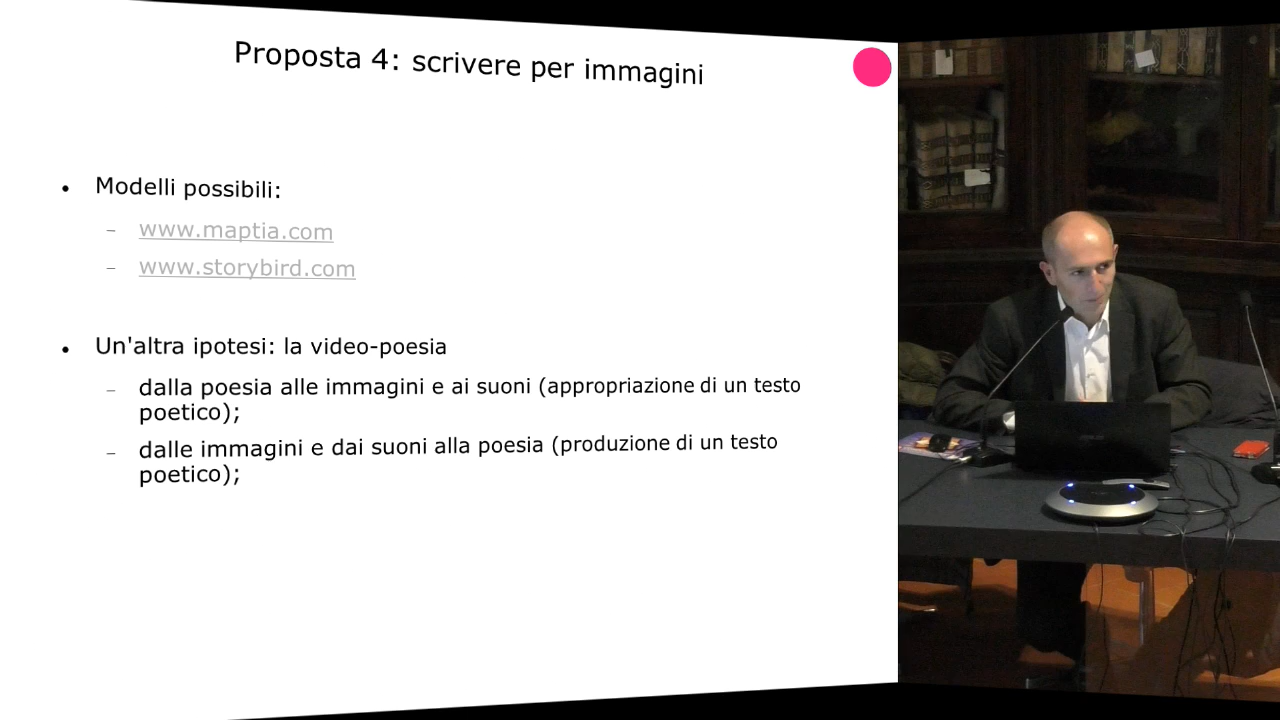 Proposta 4: scrivere per immagini
• Modelli possibili:
– www.maptia.com
– www.storybird.com
• Un'altra ipotesi: la video-poesia
– dalla poesia alle immagini e ai suoni (appropriazione di un testo
poetico);
– dalle immagini e dai suoni alla poesia (produzione di un testo
poetico);